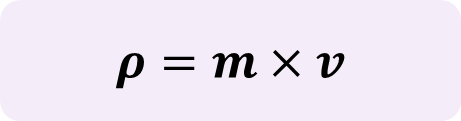 ρ = m × v